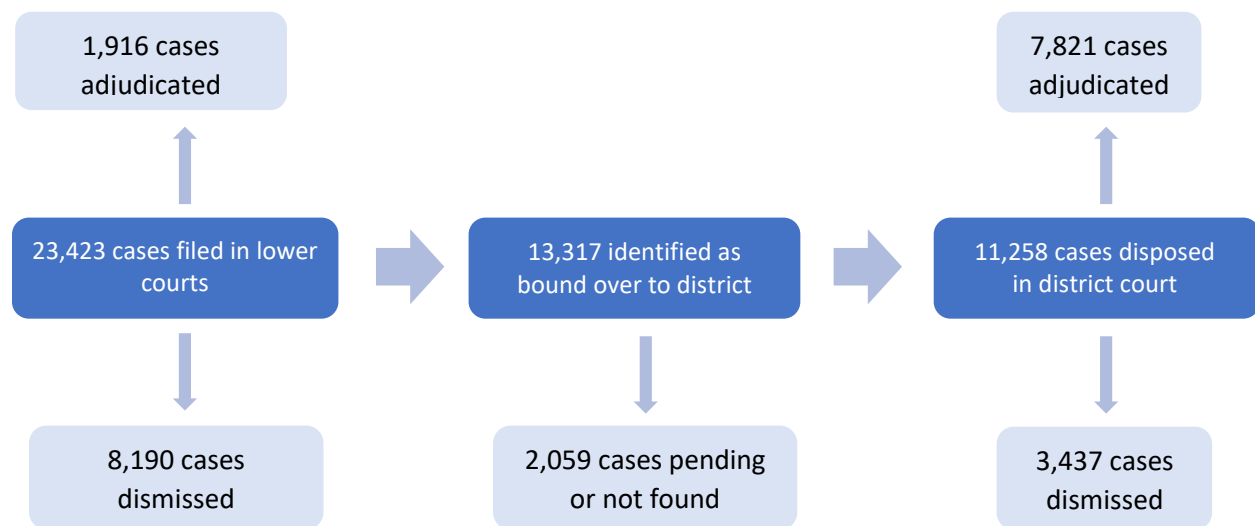 1,916 cases
adjudicated
7,821 cases
adjudicated
23,423 cases filed in lower
courts
13,317 identified as
bound over to district
11,258 cases disposed
in district court
8,190 cases
dismissed
2,059 cases pending
or not found
3,437 cases
dismissed